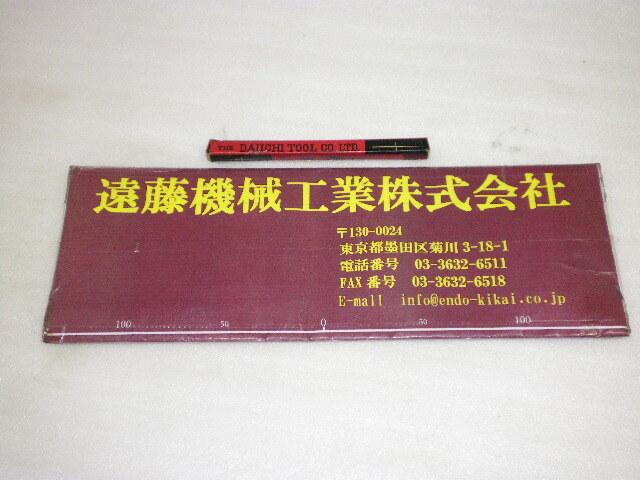 THE DAIICHI TOOL CO. LTD.
遠藤機械工業株式会社
〒130-0024
東京都墨田区菊川 3-18-1
電話番号 03-3632-6511
FAX 番号 03-3632-6518
E-mail info@endo-kikai.co.jp
100 50 0 50 100